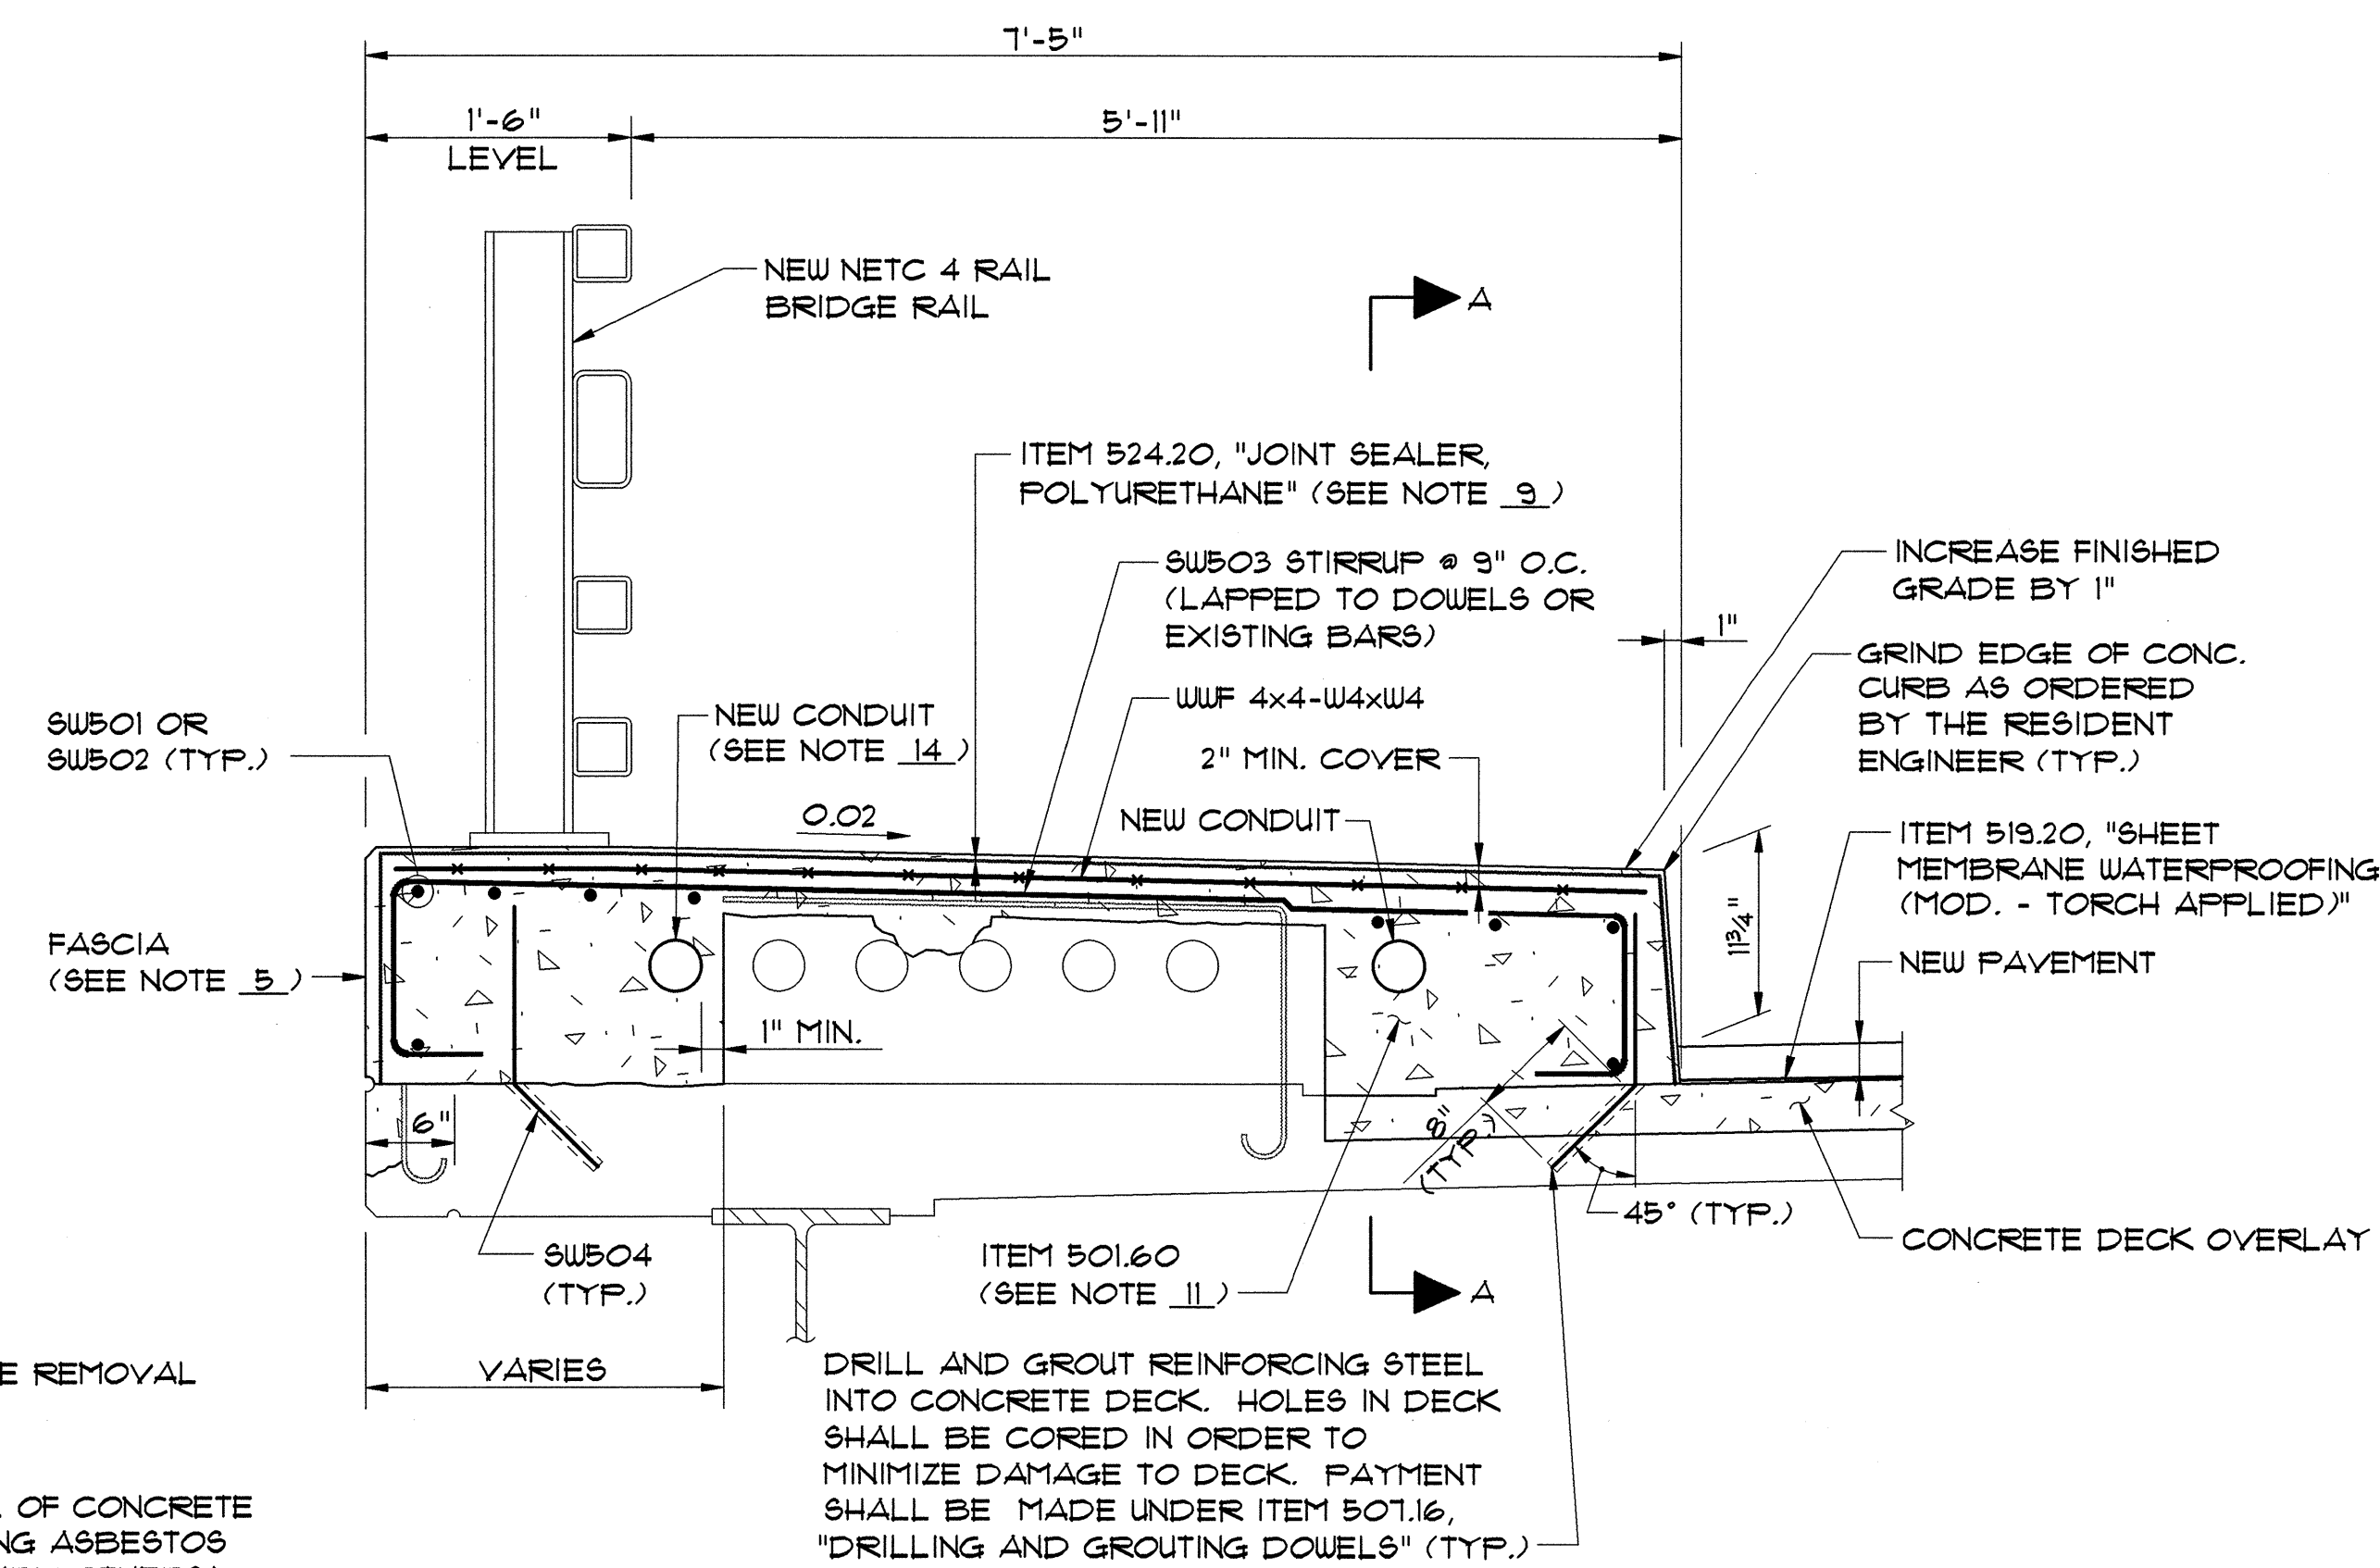 7'-5"
1'-6"
LEVEL
5'-11"
NEW NETC 4 RAIL
BRIDGE RAIL
A
ITEM 524.20, "JOINT SEALER,
POLYURETHANE" (SEE NOTE 9 )
SW503 STIRRUP @ 9" O.C.
(LAPPED TO DOWELS OR
EXISTING BARS)
INCREASE FINISHED
GRADE BY 1"
1"
GRIND EDGE OF CONC.
CURB AS ORDERED
BY THE RESIDENT
ENGINEER (TYP.)
WWF 4x4-W4xW4
SW501 OR
SW502 (TYP.)
NEW CONDUIT
(SEE NOTE 14 )
2" MIN. COVER
0.02
NEW CONDUIT
ITEM 519.20, "SHEET
MEMBRANE WATERPROOFING
(MOD. - TORCH APPLIED)"
11 3/4"
FASCIA
(SEE NOTE 5 )
NEW PAVEMENT
1" MIN.
6"
8"
(TYP.)
45° (TYP.)
CONCRETE DECK OVERLAY
SW504
(TYP.)
ITEM 501.60
(SEE NOTE 11 )
A
VARIES
E REMOVAL
DRILL AND GROUT REINFORCING STEEL
INTO CONCRETE DECK. HOLES IN DECK
SHALL BE CORED IN ORDER TO
MINIMIZE DAMAGE TO DECK. PAYMENT
SHALL BE MADE UNDER ITEM 507.16,
"DRILLING AND GROUTING DOWELS" (TYP.)
OF CONCRETE
NG ASBESTOS